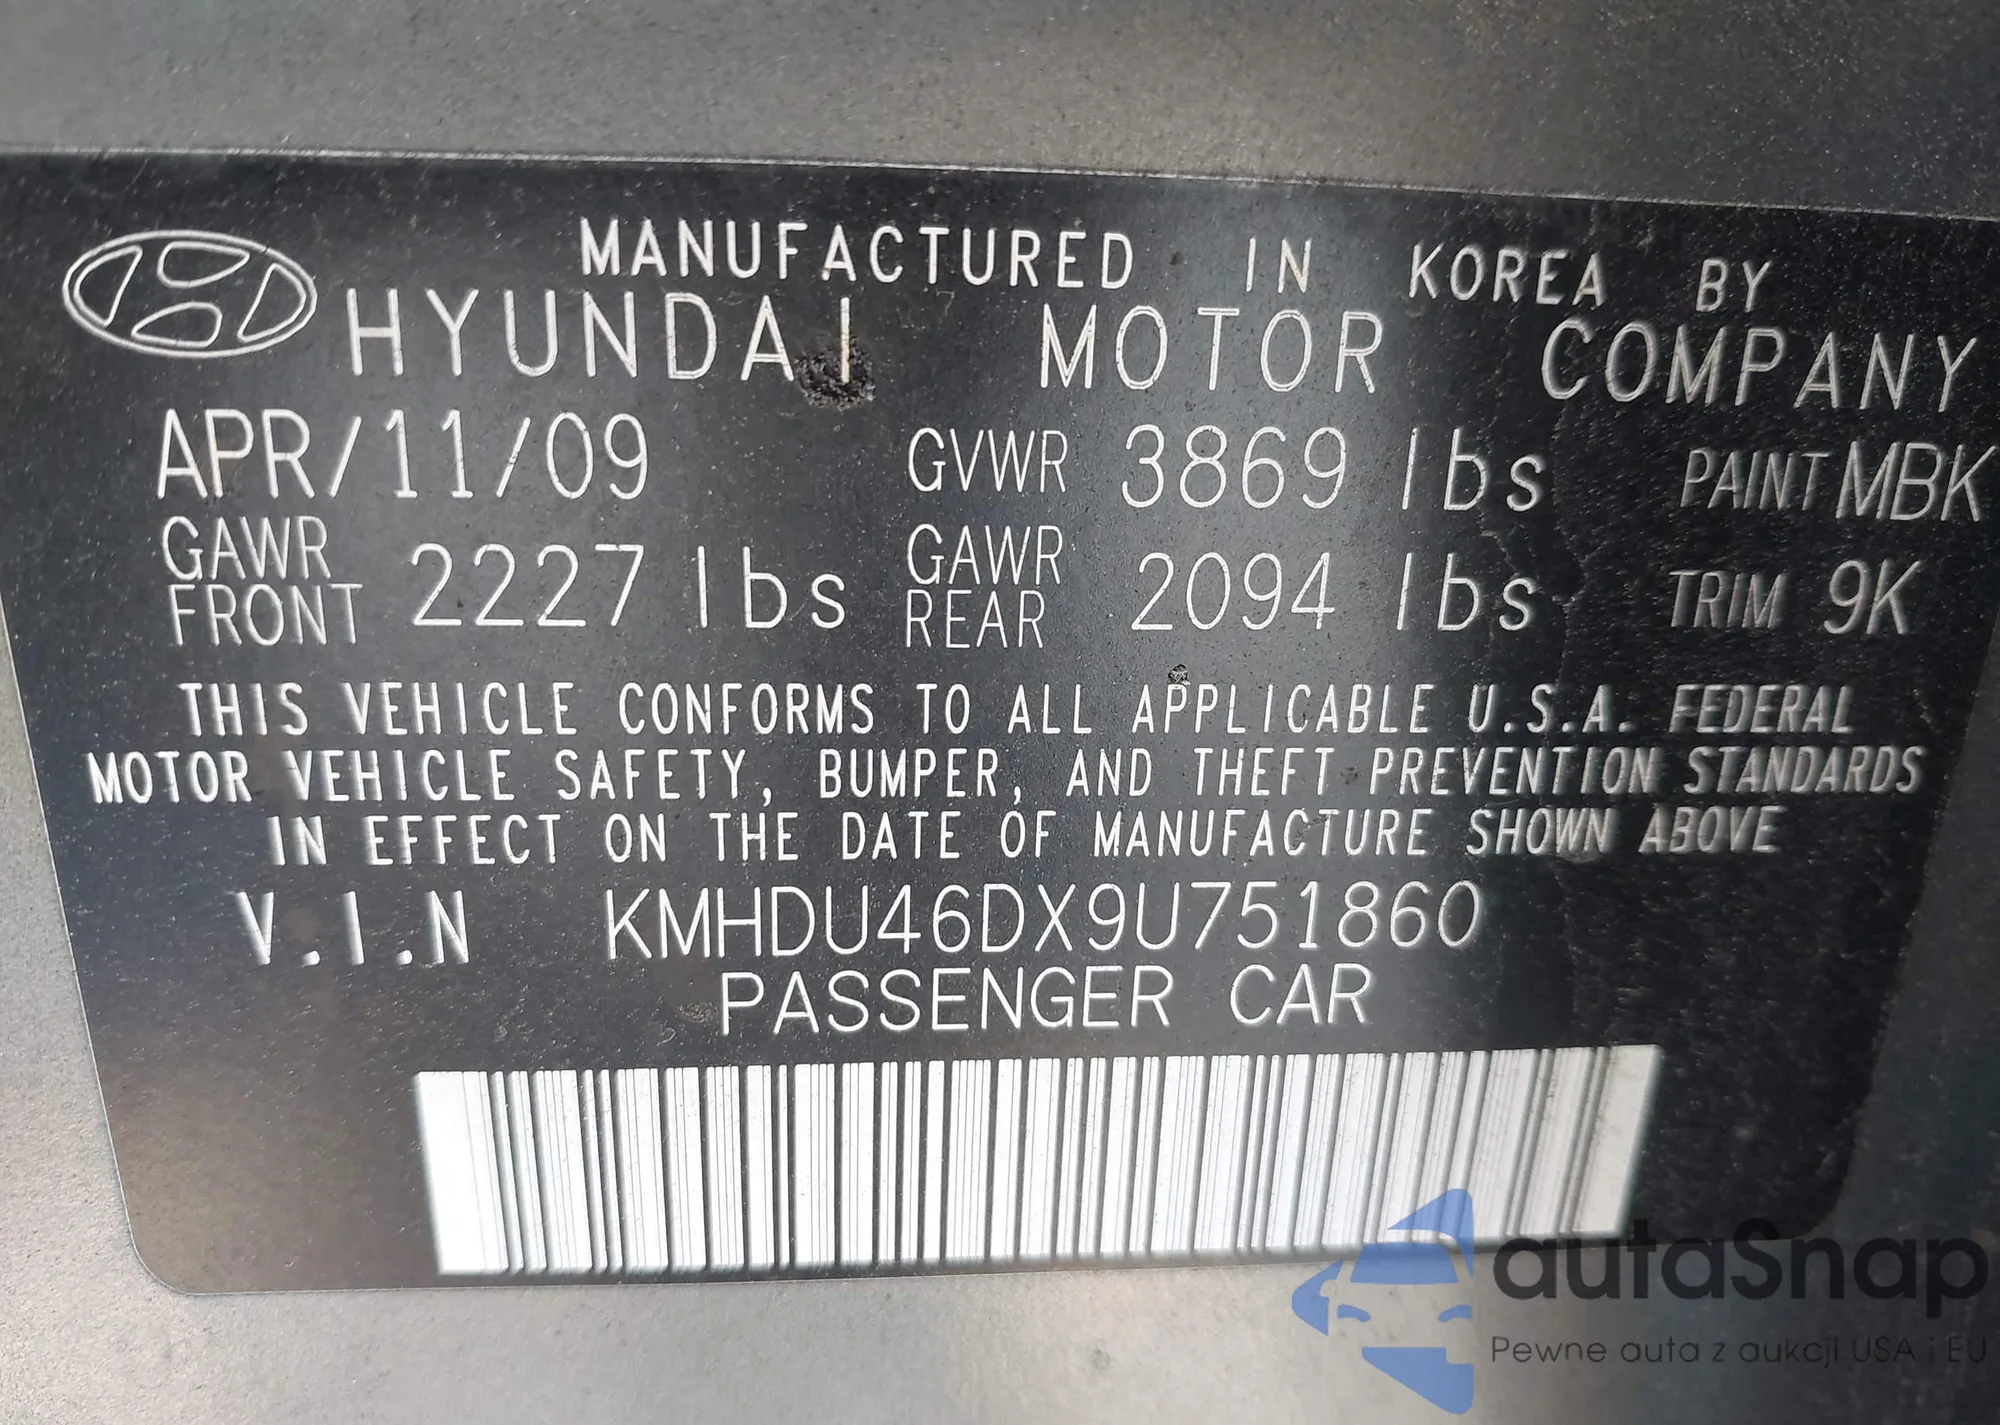 MANUFACTURED IN KOREA BY
HYUNDAI MOTOR COMPANY
APR/11/09 GVWR 3869 lbs PAINT MBK
GAWR FRONT 2227 lbs GAWR REAR 2094 lbs TRIM 9K
THIS VEHICLE CONFORMS TO ALL APPLICABLE U.S.A. FEDERAL
MOTOR VEHICLE SAFETY, BUMPER, AND THEFT PREVENTION STANDARDS
IN EFFECT ON THE DATE OF MANUFACTURE SHOWN ABOVE
V.I.N KMHDU46DX9U751860
PASSENGER CAR
autaSnap
Pewne auta z aukcji USA i EU